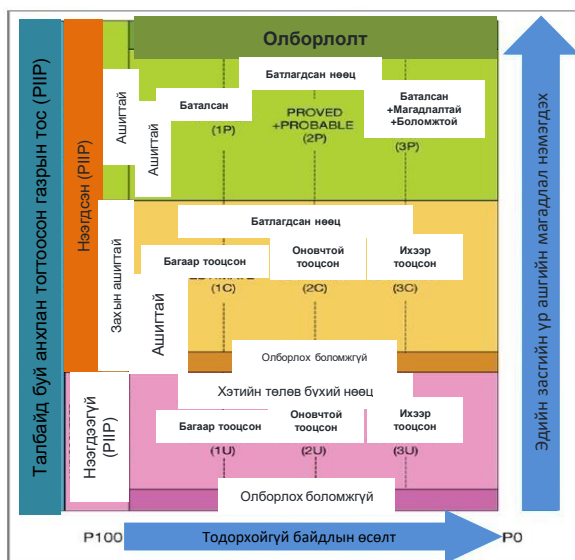 Талбайд буй анхлан тогтоосон газрын тос (PIIP)
Нээгдсэн (PIIP)
Олборлолт
Батлагдсан нөөц
Ашигтай
Ашигтай
Баталсан
(1P)
PROVED
+PROBABLE
(2P)
Баталсан
+Магадлалтай
+Боломжтой
(3P)
Батлагдсан нөөц
Захын ашигтай
Ашигтай
Багаар тооцсон
(1C)
Оновчтой
тооцсон
(2C)
Ихээр
тооцсон
(3C)
Олборлох боломжгүй
Нээгдээгүй
(PIIP)
Хэтийн төлөв бүхий нөөц
Багаар тооцсон
(1U)
Оновчтой
тооцсон
(2U)
Ихээр
тооцсон
(3U)
Олборлох боломжгүй
Эдийн засгийн үр ашгийн магадлал нэмэгдэх
P100
Тодорхойгүй байдлын өсөлт
P0